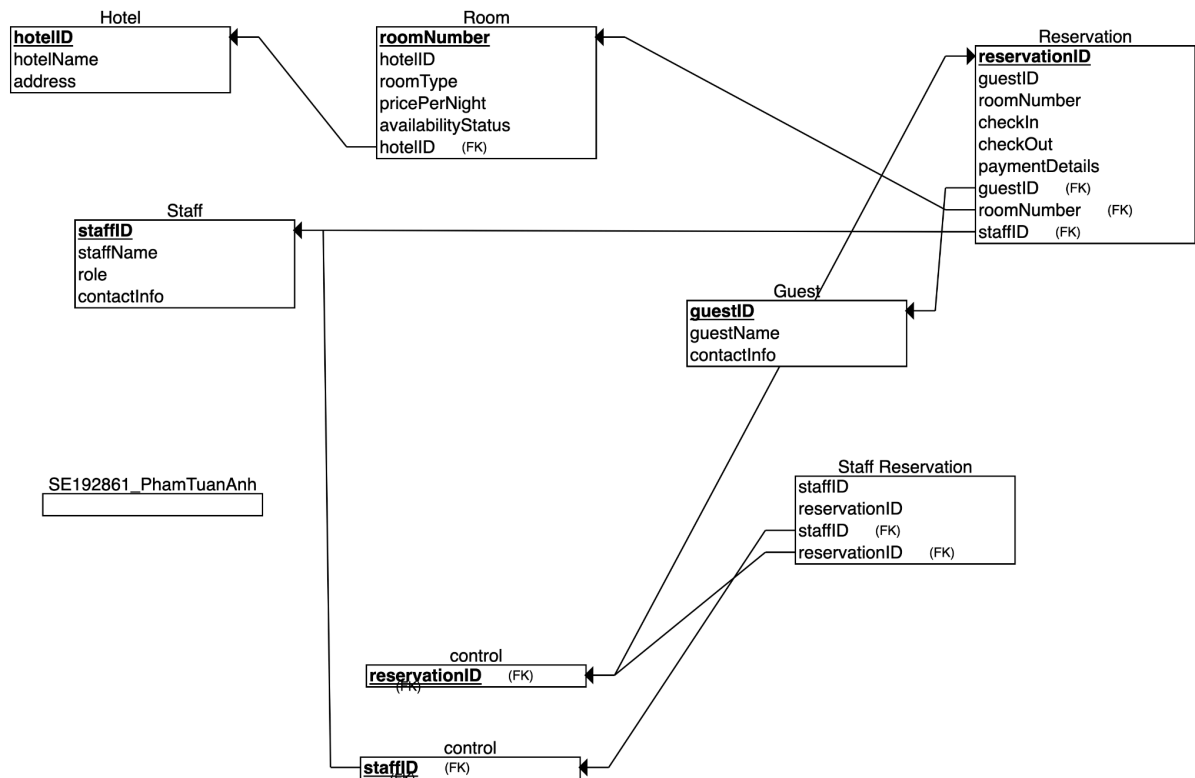 Hotel
hotelID
hotelName
address
Room
roomNumber
hotelID
roomType
pricePerNight
availabilityStatus
hotelID (FK)
Reservation
reservationID
guestID
roomNumber
checkIn
checkOut
paymentDetails
guestID (FK)
roomNumber (FK)
staffID (FK)
Staff
staffID
staffName
role
contactInfo
Guest
guestID
guestName
contactInfo
SE192861_PhamTuanAnh
Staff Reservation
staffID
reservationID
staffID (FK)
reservationID (FK)
control
reservationID (FK)
(FK)
control
staffID (FK)
(FK)